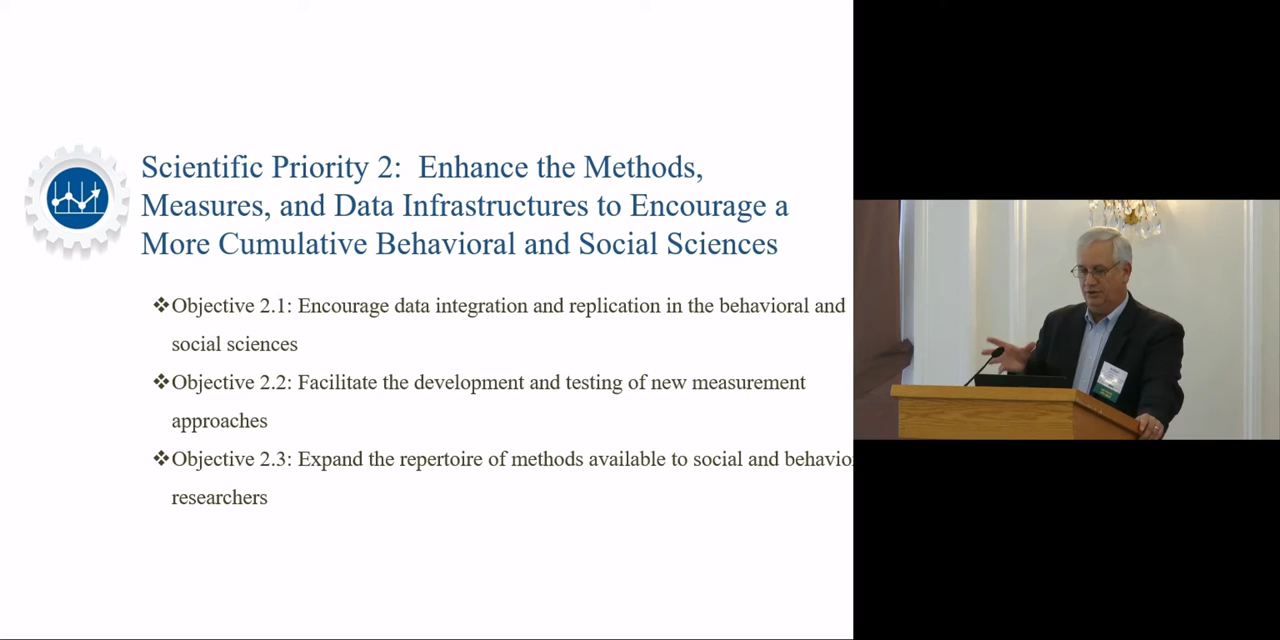 Scientific Priority 2: Enhance the Methods,
Measures, and Data Infrastructures to Encourage a
More Cumulative Behavioral and Social Sciences
❖Objective 2.1: Encourage data integration and replication in the behavioral and
social sciences
❖Objective 2.2: Facilitate the development and testing of new measurement
approaches
❖Objective 2.3: Expand the repertoire of methods available to social and behavio
researchers